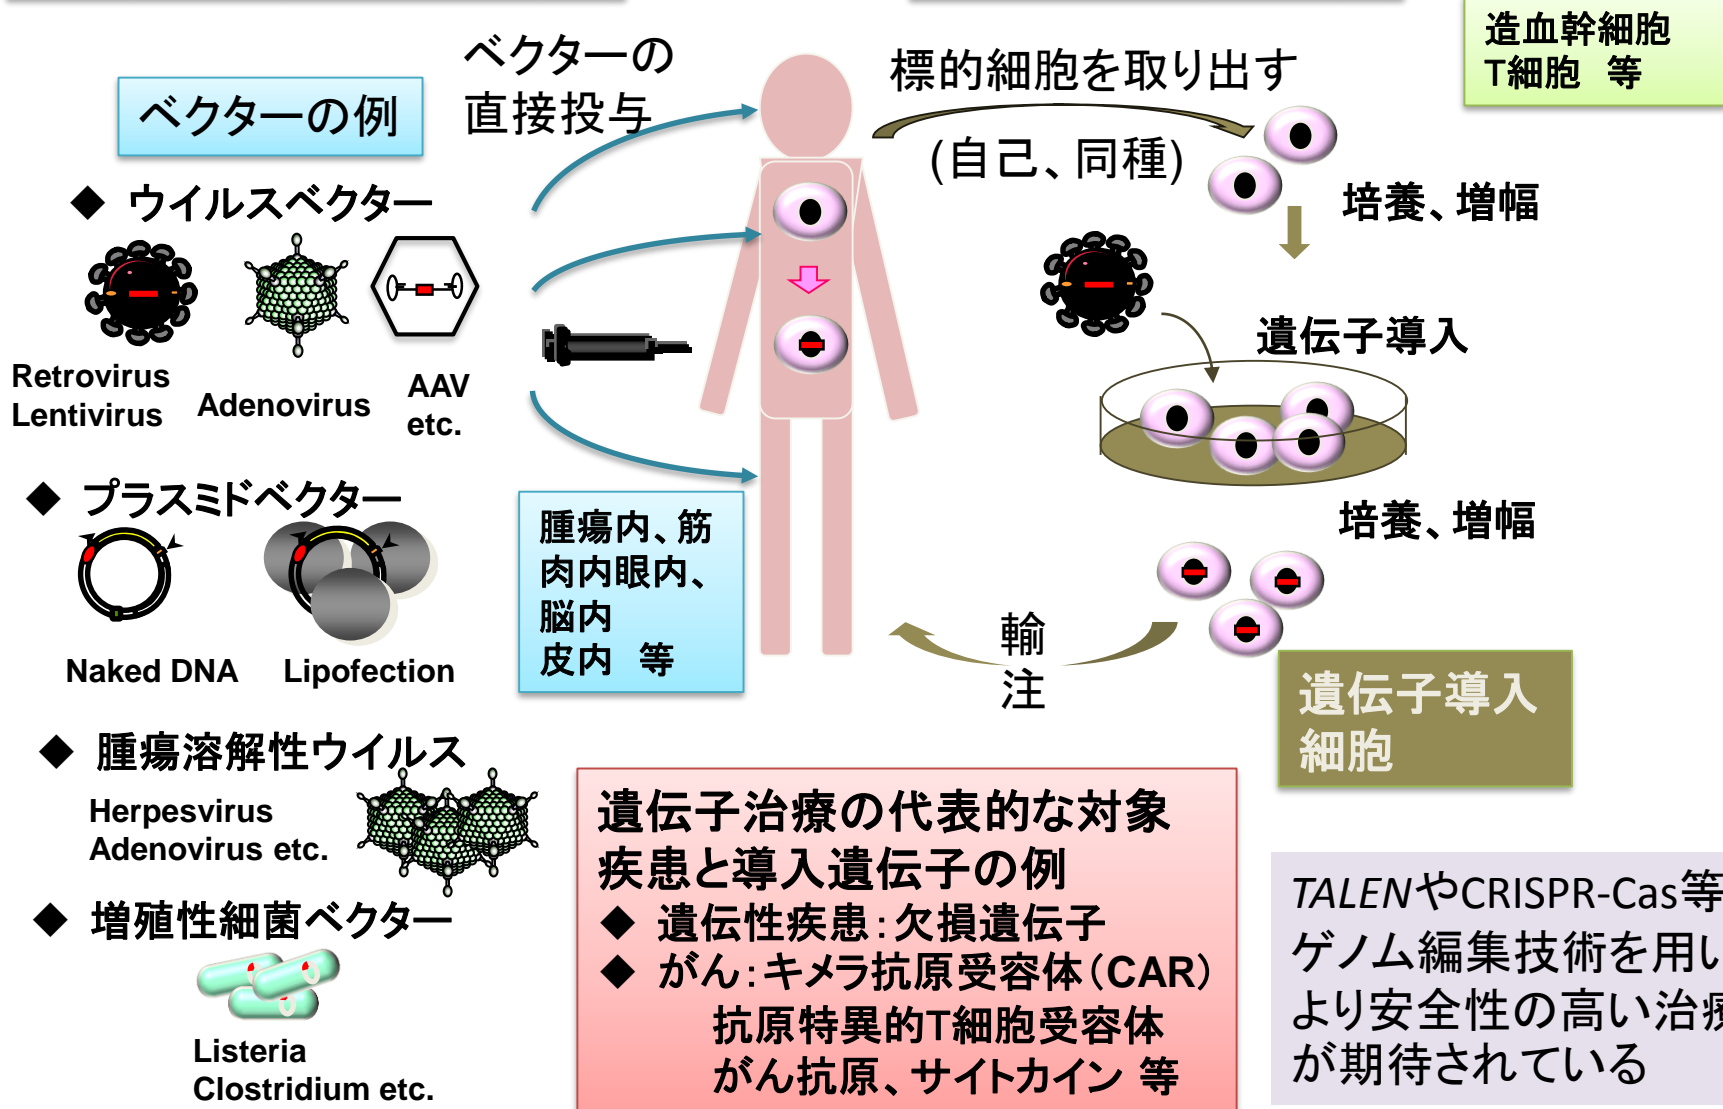 造血幹細胞
T細胞 等
ベクターの
直接投与
標的細胞を取り出す
(自己、同種)
ベクターの例
◆ ウイルスベクター
Retrovirus
Lentivirus
Adenovirus
AAV
etc.
培養、増幅
遺伝子導入
培養、増幅
◆ プラスミドベクター
Naked DNA
Lipofection
腫瘍内、筋
肉内眼内、
脳内
皮内 等
輸
注
遺伝子導入
細胞
◆ 腫瘍溶解性ウイルス
Herpesvirus
Adenovirus etc.
◆ 増殖性細菌ベクター
Listeria
Clostridium etc.
遺伝子治療の代表的な対象
疾患と導入遺伝子の例
◆ 遺伝性疾患:欠損遺伝子
◆ がん:キメラ抗原受容体(CAR)
抗原特異的T細胞受容体
がん抗原、サイトカイン 等
TALENやCRISPR-Cas等
ゲノム編集技術を用い
より安全性の高い治療
が期待されている